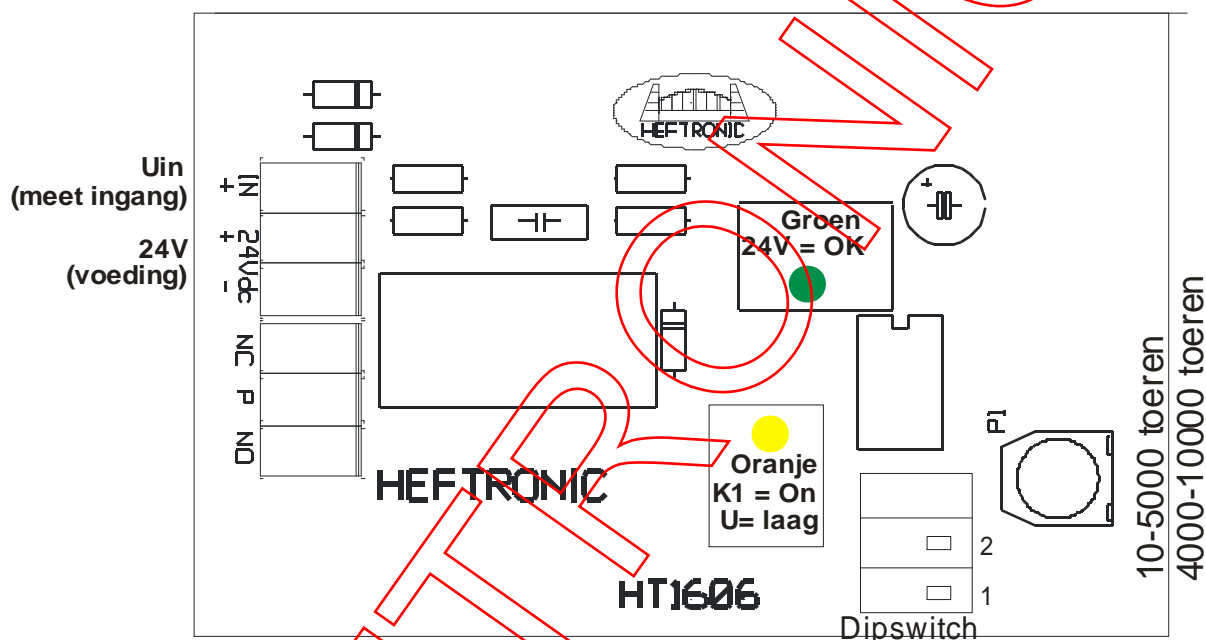 HEFTRONIC
Uin
(meet ingang)
IN
+
24V
(voeding)
+
24Vdc
-
Groen
24V = OK
NC
P
NO
Oranje
K1 = On
U= laag
HEFTRONIC
HT1606
P1
10-5000 toeren
4000-10000 toeren
2
1
Dipswitch